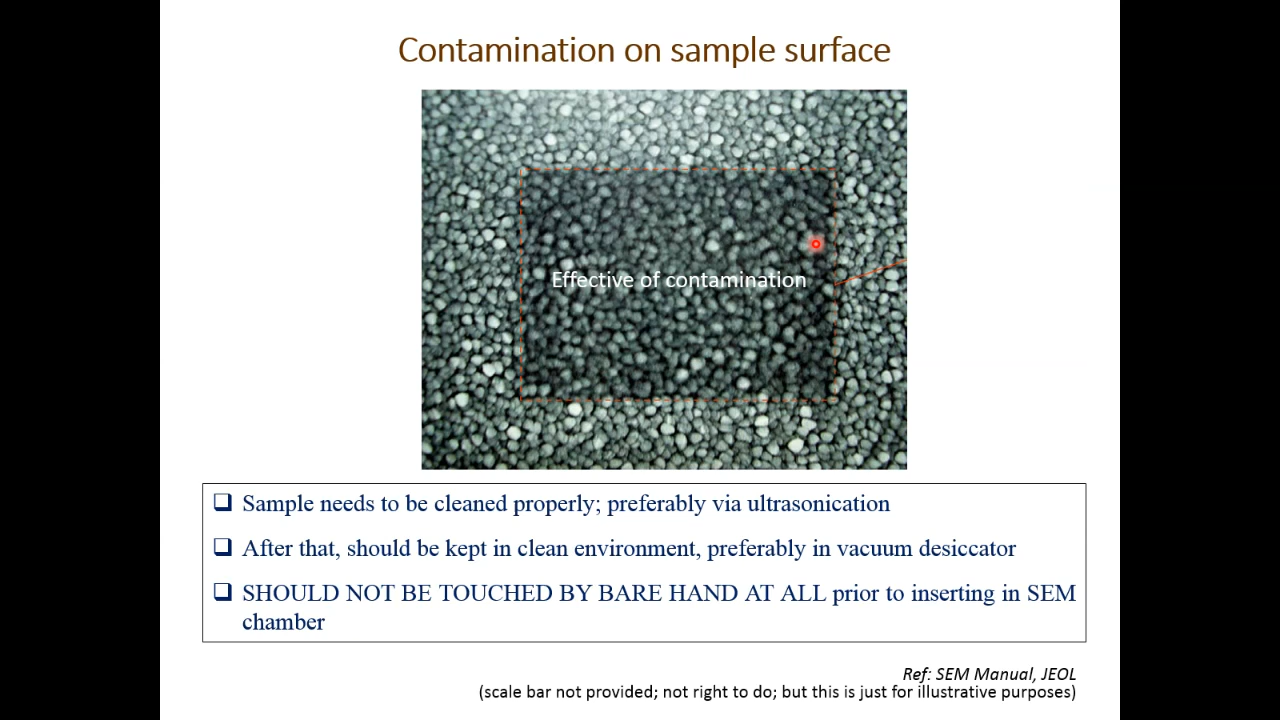 Contamination on sample surface
Effective of contamination
Sample needs to be cleaned properly; preferably via ultrasonication
After that, should be kept in clean environment, preferably in vacuum desiccator
SHOULD NOT BE TOUCHED BY BARE HAND AT ALL prior to inserting in SEM
chamber
Ref: SEM Manual, JEOL
(scale bar not provided; not right to do; but this is just for illustrative purposes)